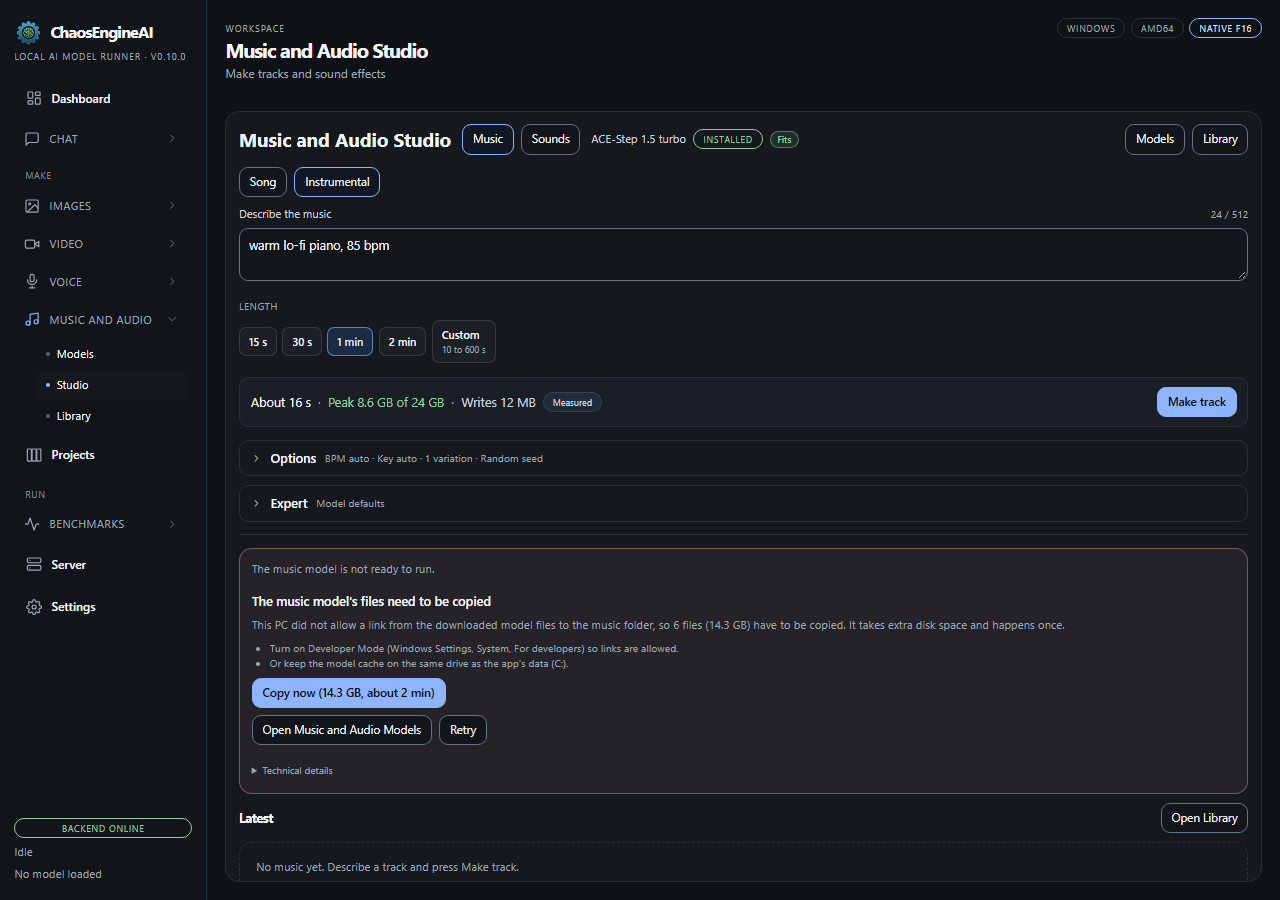 ChaosEngineAI
LOCAL AI MODEL RUNNER · V0.10.0
Dashboard
CHAT
MAKE
IMAGES
VIDEO
VOICE
MUSIC AND AUDIO
Models
Studio
Library
Projects
RUN
BENCHMARKS
Server
Settings
BACKEND ONLINE
Idle
No model loaded
WORKSPACE
Music and Audio Studio
Make tracks and sound effects
WINDOWS AMD64 NATIVE F16
Music and Audio Studio Music Sounds ACE-Step 1.5 turbo INSTALLED Fits Models Library
Song Instrumental
Describe the music 24 / 512
warm lo-fi piano, 85 bpm
LENGTH
15 s 30 s 1 min 2 min Custom
10 to 600 s
About 16 s · Peak 8.6 GB of 24 GB · Writes 12 MB Measured Make track
Options BPM auto · Key auto · 1 variation · Random seed
Expert Model defaults
The music model is not ready to run.
The music model's files need to be copied
This PC did not allow a link from the downloaded model files to the music folder, so 6 files (14.3 GB) have to be copied. It takes extra disk space and happens once.
• Turn on Developer Mode (Windows Settings, System, For developers) so links are allowed.
• Or keep the model cache on the same drive as the app's data (C:).
Copy now (14.3 GB, about 2 min)
Open Music and Audio Models Retry
Technical details
Latest Open Library
No music yet. Describe a track and press Make track.